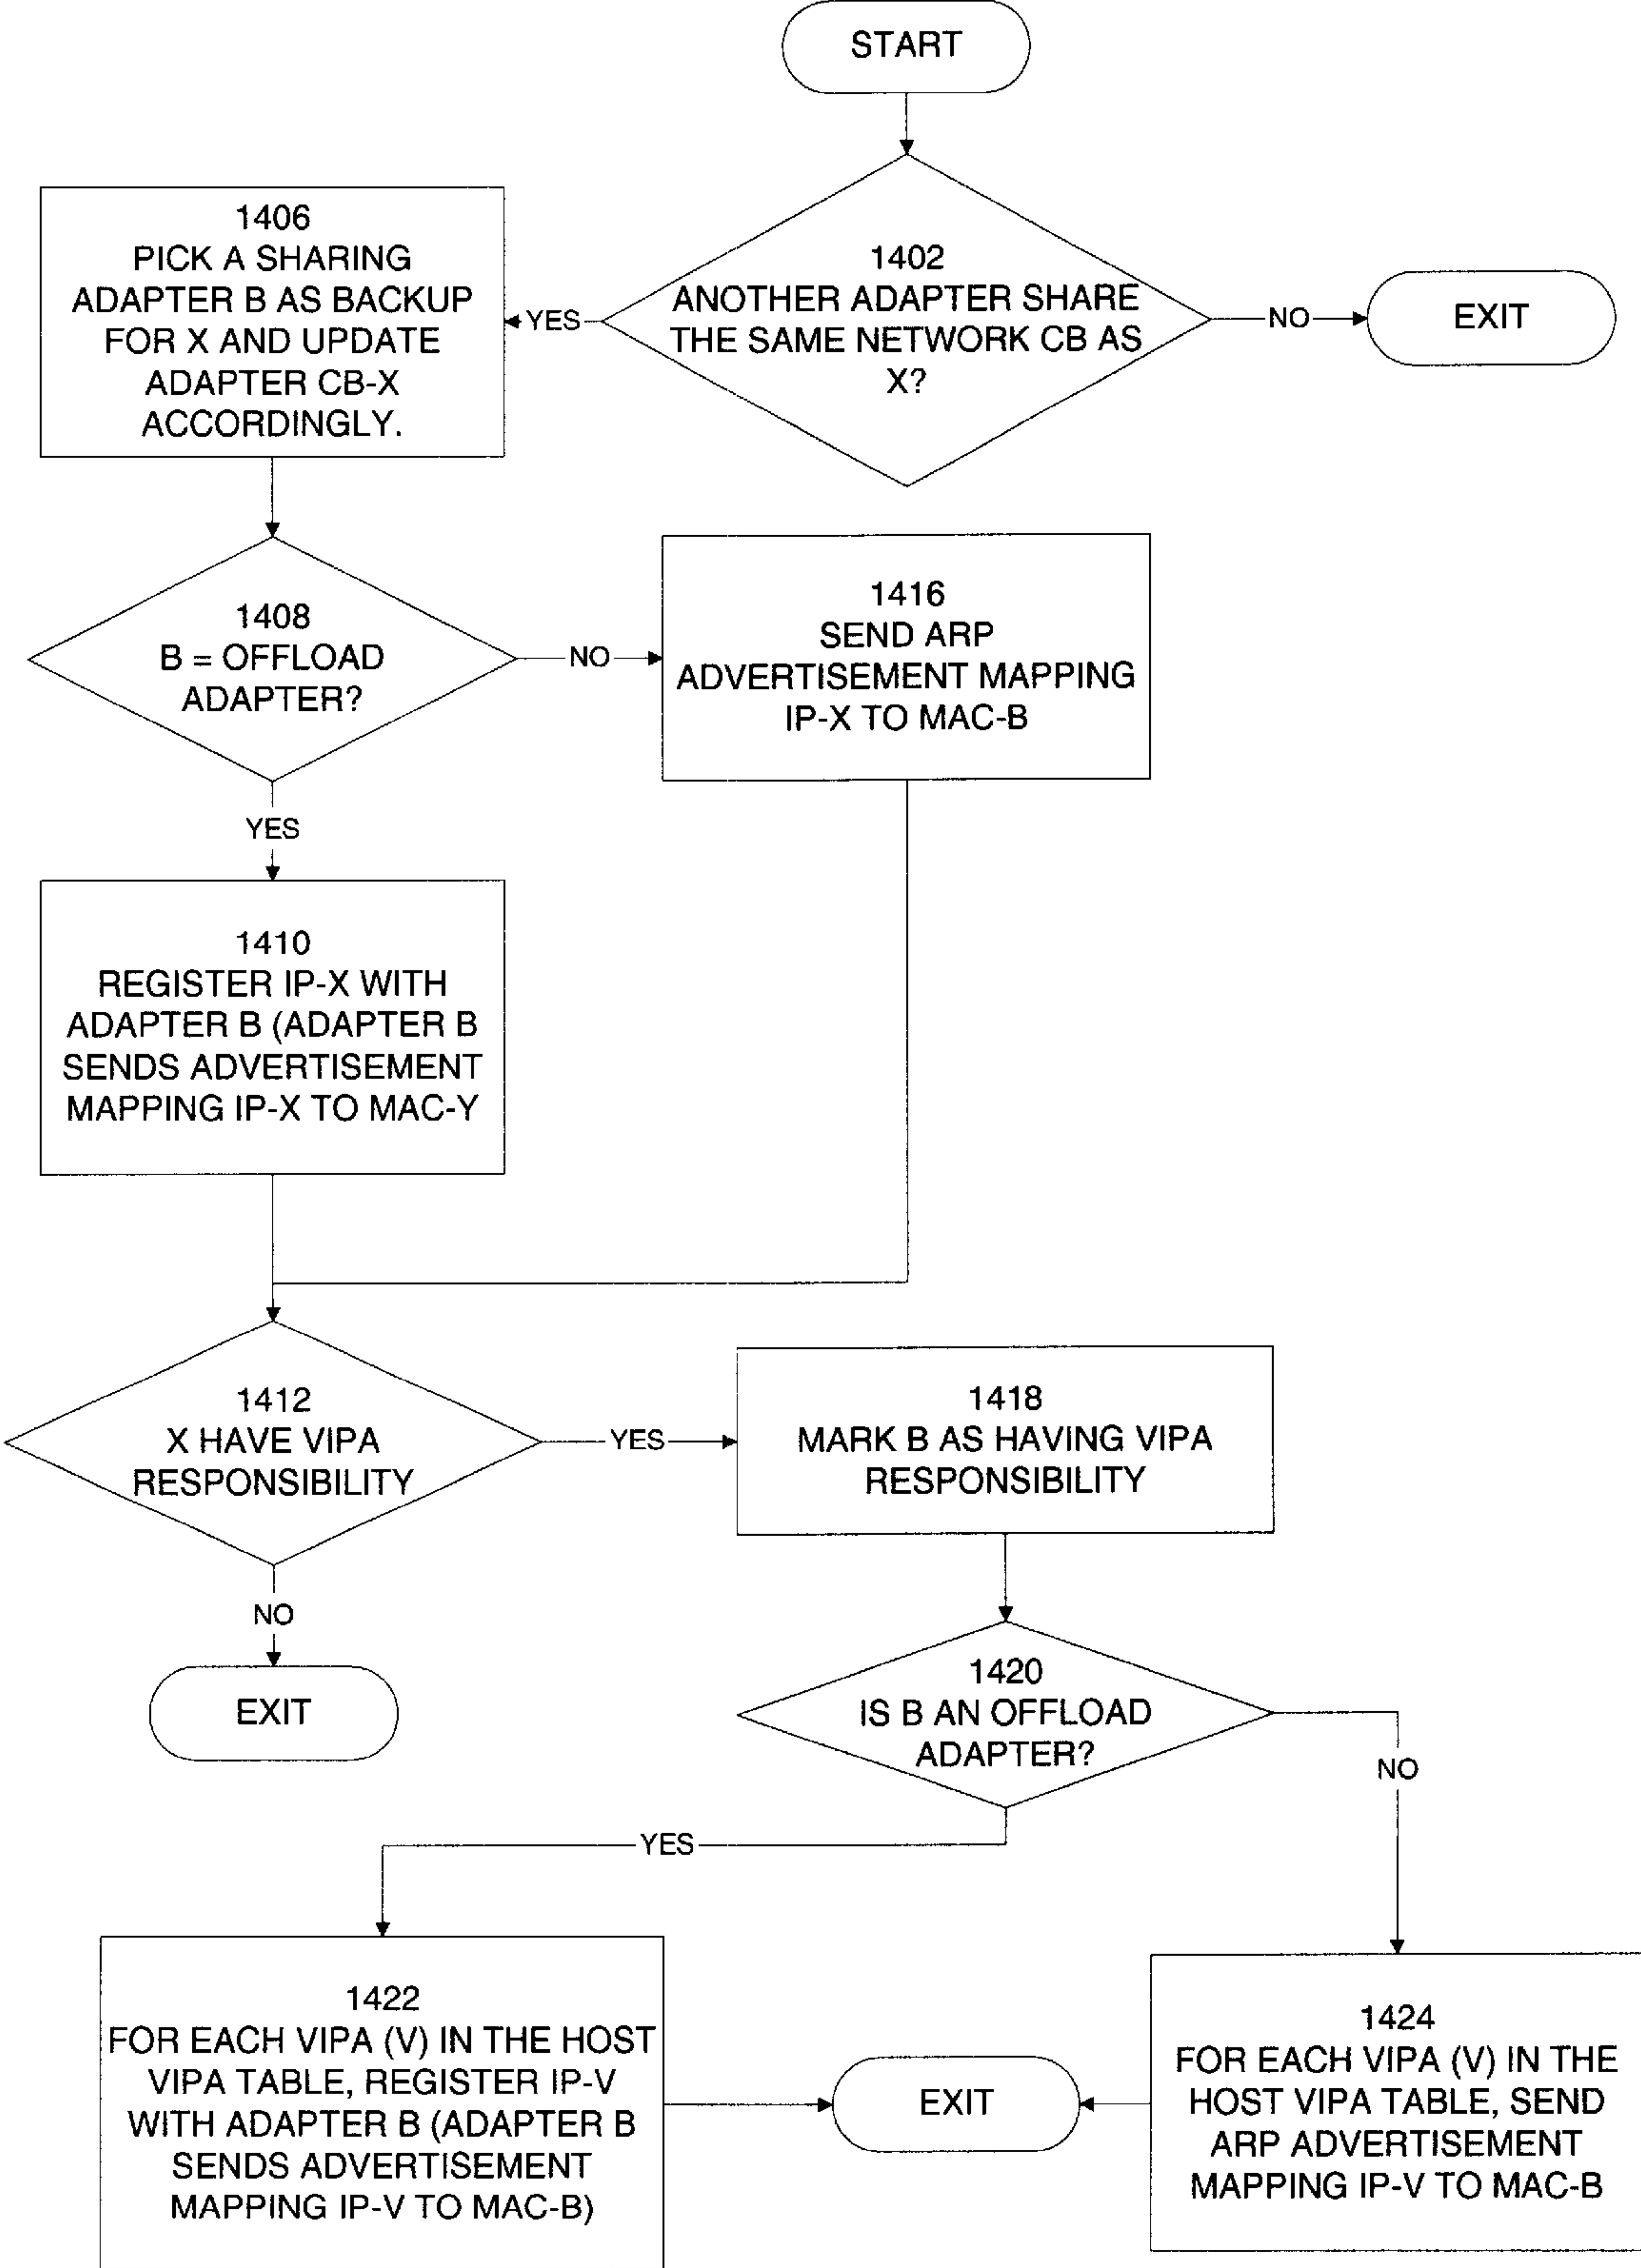 START
1402
ANOTHER ADAPTER SHARE
THE SAME NETWORK CB AS
X?
YES
NO
EXIT
1406
PICK A SHARING
ADAPTER B AS BACKUP
FOR X AND UPDATE
ADAPTER CB-X
ACCORDINGLY.
1408
B = OFFLOAD
ADAPTER?
NO
1416
SEND ARP
ADVERTISEMENT MAPPING
IP-X TO MAC-B
YES
1410
REGISTER IP-X WITH
ADAPTER B (ADAPTER B
SENDS ADVERTISEMENT
MAPPING IP-X TO MAC-Y
1412
X HAVE VIPA
RESPONSIBILITY
YES
1418
MARK B AS HAVING VIPA
RESPONSIBILITY
NO
EXIT
1420
IS B AN OFFLOAD
ADAPTER?
NO
YES
1422
FOR EACH VIPA (V) IN THE HOST
VIPA TABLE, REGISTER IP-V
WITH ADAPTER B (ADAPTER B
SENDS ADVERTISEMENT
MAPPING IP-V TO MAC-B)
EXIT
1424
FOR EACH VIPA (V) IN THE
HOST VIPA TABLE, SEND
ARP ADVERTISEMENT
MAPPING IP-V TO MAC-B